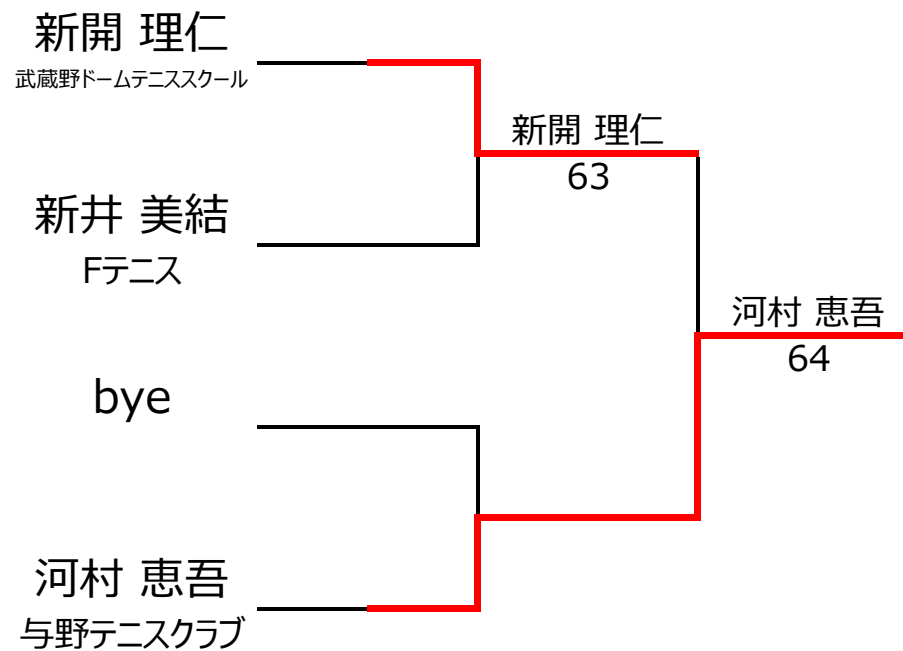 新開 理仁
武蔵野ドームテニススクール
新開 理仁
63
新井 美結
Fテニス
河村 恵吾
64
bye
河村 恵吾
与野テニスクラブ